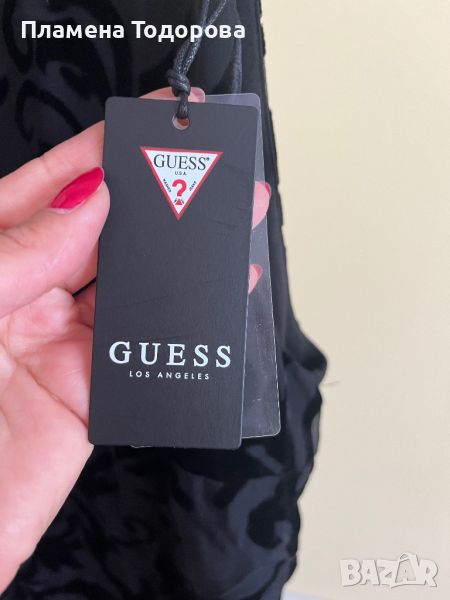 Пламена Тодорова
GUESS®
U.S.A.
?
GUESS
LOS ANGELES
BAZAR